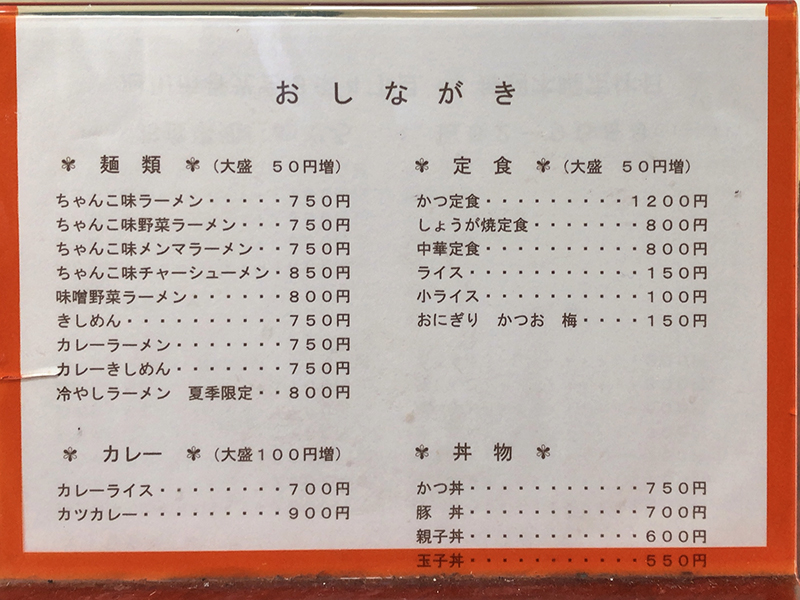 おしながき
✾ 麺 類 ✾(大盛 50円増)
ちゃんこ味ラーメン・・・・・750円
ちゃんこ味野菜ラーメン・・・750円
ちゃんこ味メンマラーメン・・750円
ちゃんこ味チャーシューメン・850円
味噌野菜ラーメン・・・・・・800円
きしめん・・・・・・・・・・750円
カレーラーメン・・・・・・・750円
カレーきしめん・・・・・・・750円
冷やしラーメン 夏季限定・・800円
✾ カレー ✾(大盛100円増)
カレーライス・・・・・・・・700円
カツカレー・・・・・・・・・900円
✾ 定 食 ✾(大盛 50円増)
かつ定食・・・・・・・・・1200円
しょうが焼定食・・・・・・・800円
中華定食・・・・・・・・・・800円
ライス・・・・・・・・・・・150円
小ライス・・・・・・・・・・100円
おにぎり かつお 梅・・・・150円
✾ 丼 物 ✾
かつ丼・・・・・・・・・・・750円
豚 丼・・・・・・・・・・・700円
親子丼・・・・・・・・・・・600円
玉子丼・・・・・・・・・・・550円